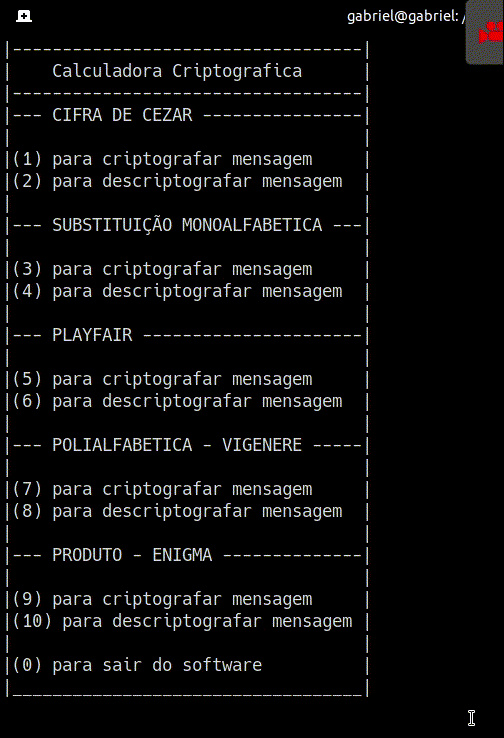 gabriel@gabriel: /
|-----------------------------------|
|    Calculadora Criptografica      |
|-----------------------------------|
|--- CIFRA DE CEZAR ----------------|
|                                   |
|(1) para criptografar mensagem     |
|(2) para descriptografar mensagem  |
|                                   |
|--- SUBSTITUIÇÃO MONOALFABETICA ---|
|                                   |
|(3) para criptografar mensagem     |
|(4) para descriptografar mensagem  |
|                                   |
|--- PLAYFAIR ----------------------|
|                                   |
|(5) para criptografar mensagem     |
|(6) para descriptografar mensagem  |
|                                   |
|--- POLIALFABETICA - VIGENERE -----|
|                                   |
|(7) para criptografar mensagem     |
|(8) para descriptografar mensagem  |
|                                   |
|--- PRODUTO - ENIGMA --------------|
|                                   |
|(9) para criptografar mensagem     |
|(10) para descriptografar mensagem |
|                                   |
|(0) para sair do software          |
|___________________________________|